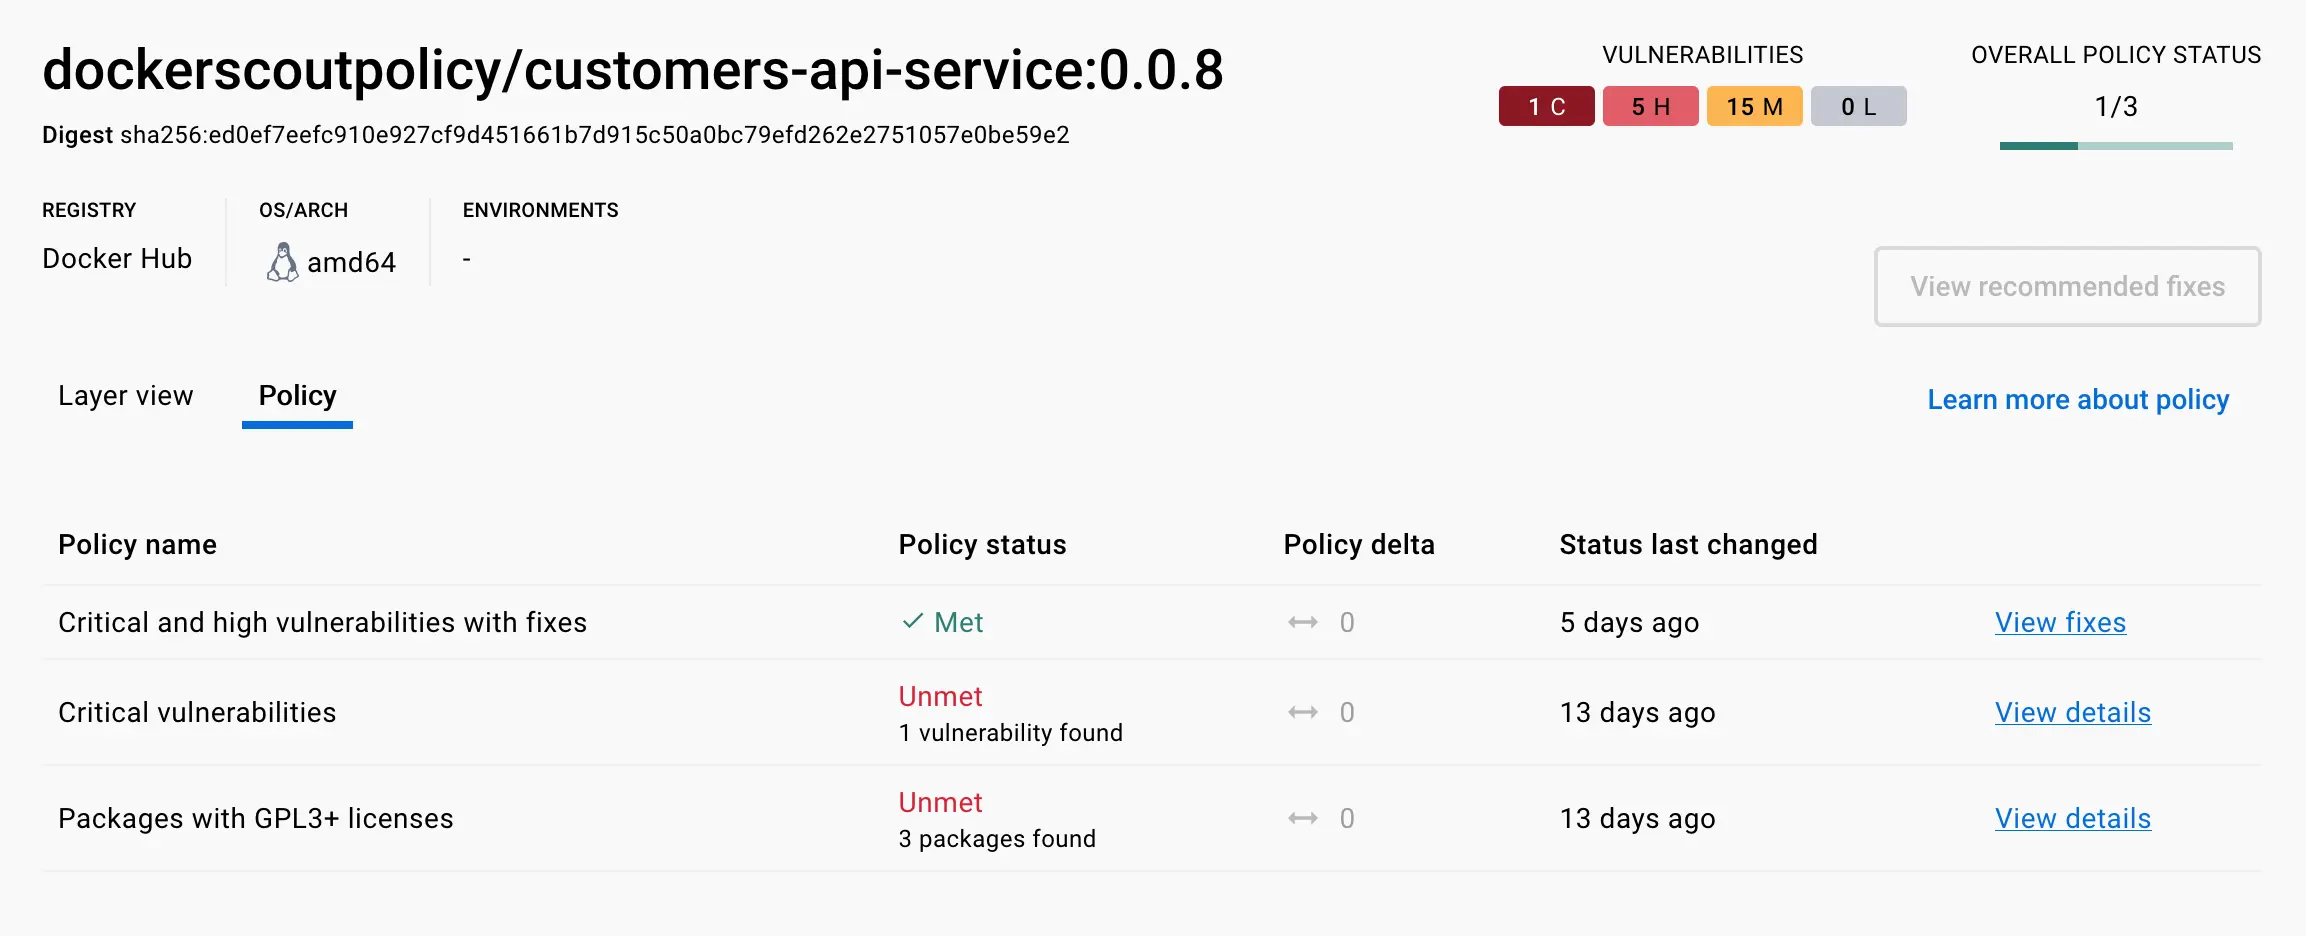 dockerscoutpolicy/customers-api-service:0.0.8
Digest sha256:ed0ef7eefc910e927cf9d451661b7d915c50a0bc79efd262e2751057e0be59e2
VULNERABILITIES
1 C 5 H 15 M 0 L
OVERALL POLICY STATUS
1/3
REGISTRY
Docker Hub
OS/ARCH
amd64
ENVIRONMENTS
-
View recommended fixes
Layer view Policy
Learn more about policy
Policy name Policy status Policy delta Status last changed
Critical and high vulnerabilities with fixes ✓ Met ↔ 0 5 days ago View fixes
Critical vulnerabilities Unmet ↔ 0 13 days ago View details
1 vulnerability found
Packages with GPL3+ licenses Unmet ↔ 0 13 days ago View details
3 packages found